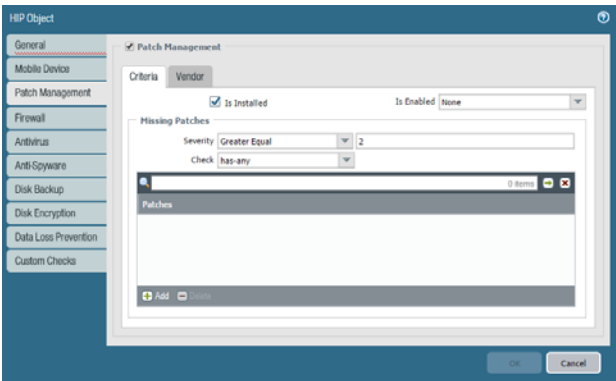 HIP Object
General
Mobile Device
Patch Management
Firewall
Antivirus
Anti-Spyware
Disk Backup
Disk Encryption
Data Loss Prevention
Custom Checks
Patch Management
Criteria Vendor
Is Installed Is Enabled None
Missing Patches
Severity Greater Equal 2
Check has-any
0 items
Patches
Add Delete
OK Cancel